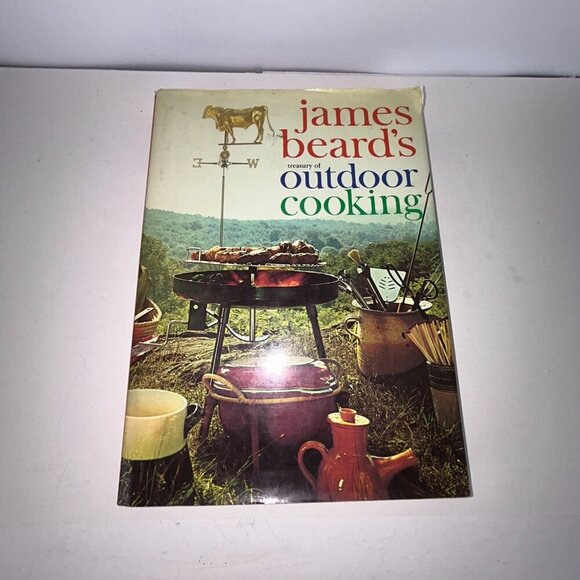 james
beard's
treasury of
outdoor
cooking
E W